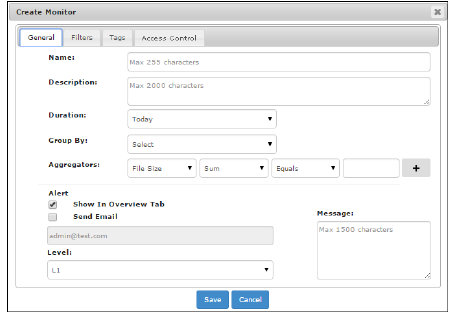 Create Monitor
General Filters Tags Access Control
Name: Max 255 characters
Description: Max 2000 characters
Duration: Today
Group By: Select
Aggregators: File Size Sum Equals +
Alert
Show In Overview Tab
Send Email
admin@test.com
Level:
L1
Message:
Max 1500 characters
Save Cancel